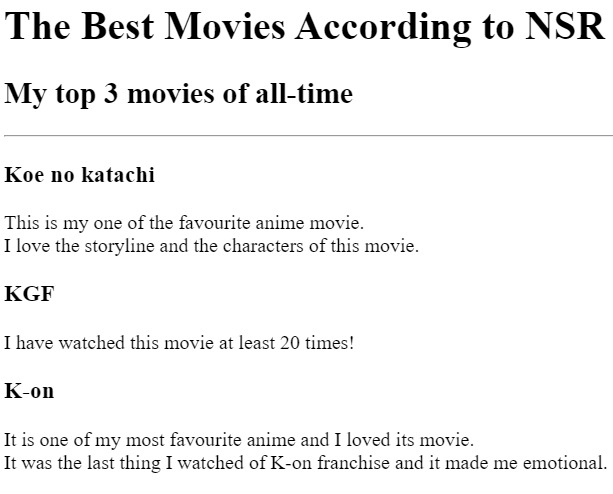 The Best Movies According to NSR
My top 3 movies of all-time
Koe no katachi
This is my one of the favourite anime movie.
I love the storyline and the characters of this movie.
KGF
I have watched this movie at least 20 times!
K-on
It is one of my most favourite anime and I loved its movie.
It was the last thing I watched of K-on franchise and it made me emotional.